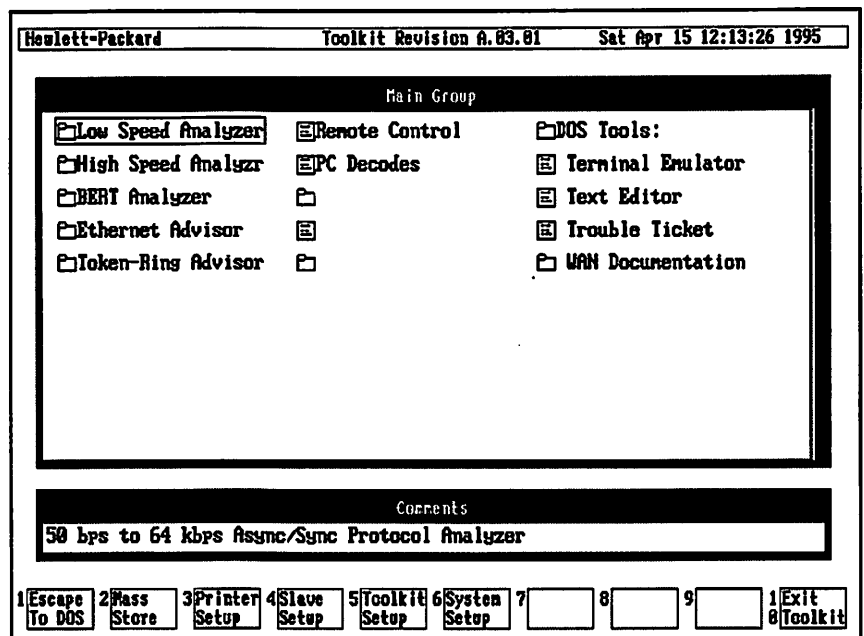 Hewlett-Packard Toolkit Revision A.03.01 Sat Apr 15 12:13:26 1995
Main Group
Low Speed Analyzer Remote Control DOS Tools:
High Speed Analyzr PC Decodes Terminal Emulator
BERT Analyzer Text Editor
Ethernet Advisor Trouble Ticket
Token-Ring Advisor WAN Documentation
Comments
50 bps to 64 kbps Async/Sync Protocol Analyzer
1 Escape 2 Mass 3 Printer 4 Slave 5 Toolkit 6 System 7 8 9 1 Exit
To DOS Store Setup Setup Setup Setup 0 Toolkit